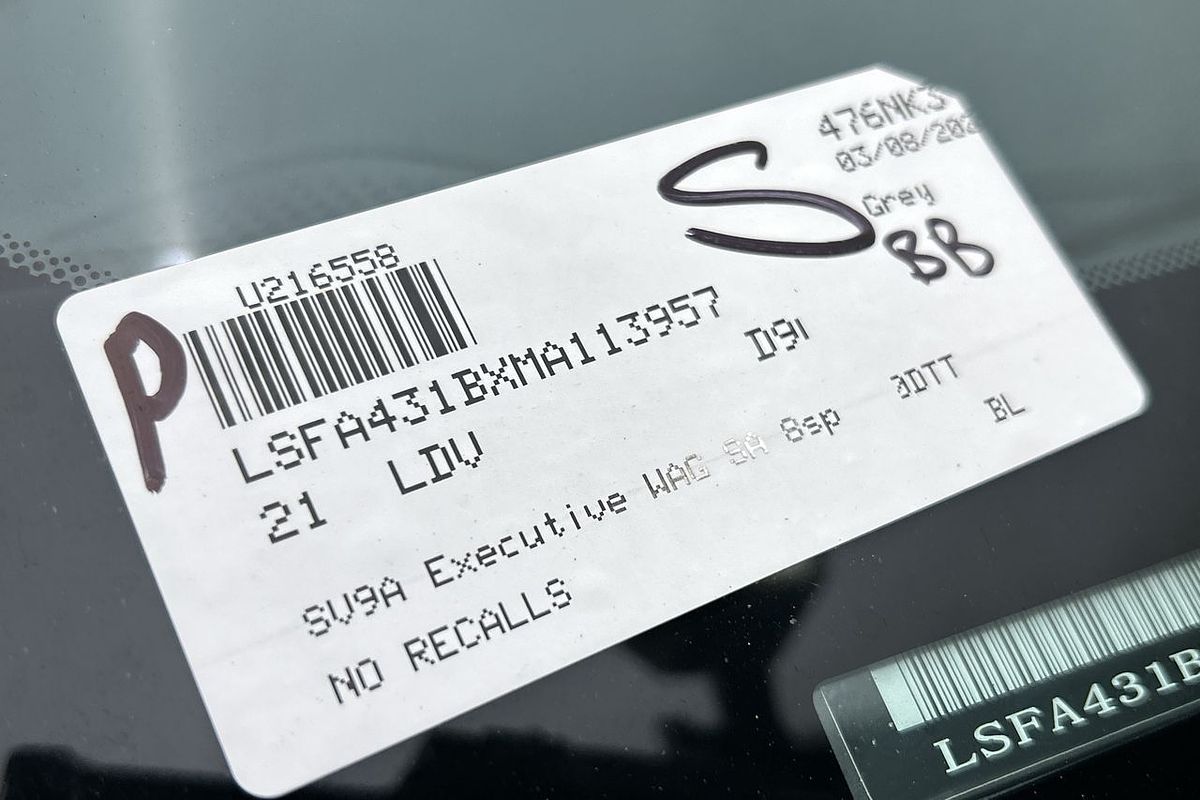 476NK3
03/08/202
Grey
S
BB
U216558
P
LSFA431BXMA113957
21 LDV D9i
SV9A Executive WAG SA 8sp 3DTT
NO RECALLS BL
LSFA431B